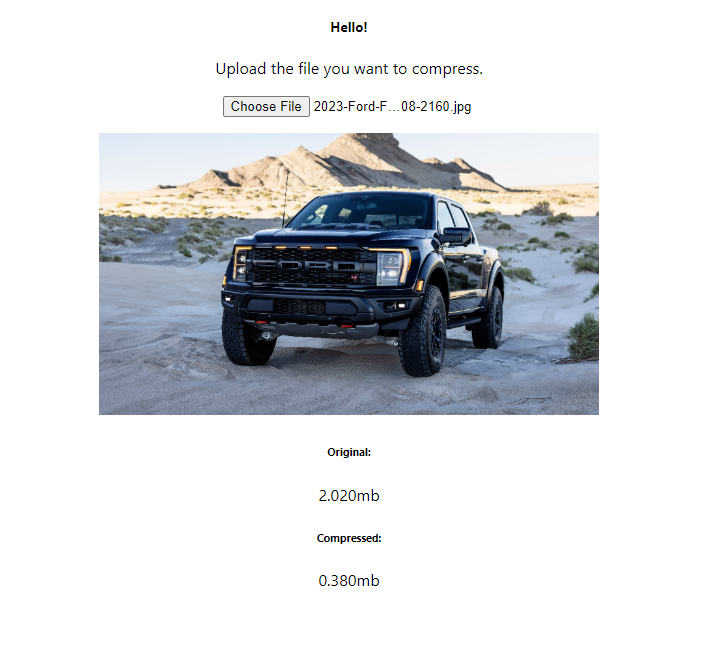 Hello!
Upload the file you want to compress.
Choose File 2023-Ford-F...08-2160.jpg
FORD
R
Original:
2.020mb
Compressed:
0.380mb